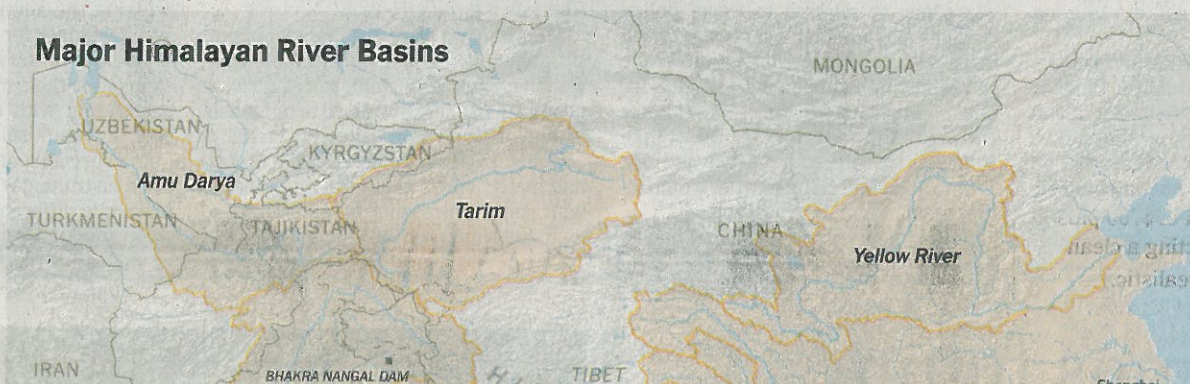 Major Himalayan River Basins
MONGOLIA
UZBEKISTAN
KYRGYZSTAN
Amu Darya
Tarim
TURKMENISTAN
TAJIKISTAN
CHINA
Yellow River
IRAN
BHAKRA NANGAL DAM
TIBET
Shanghai